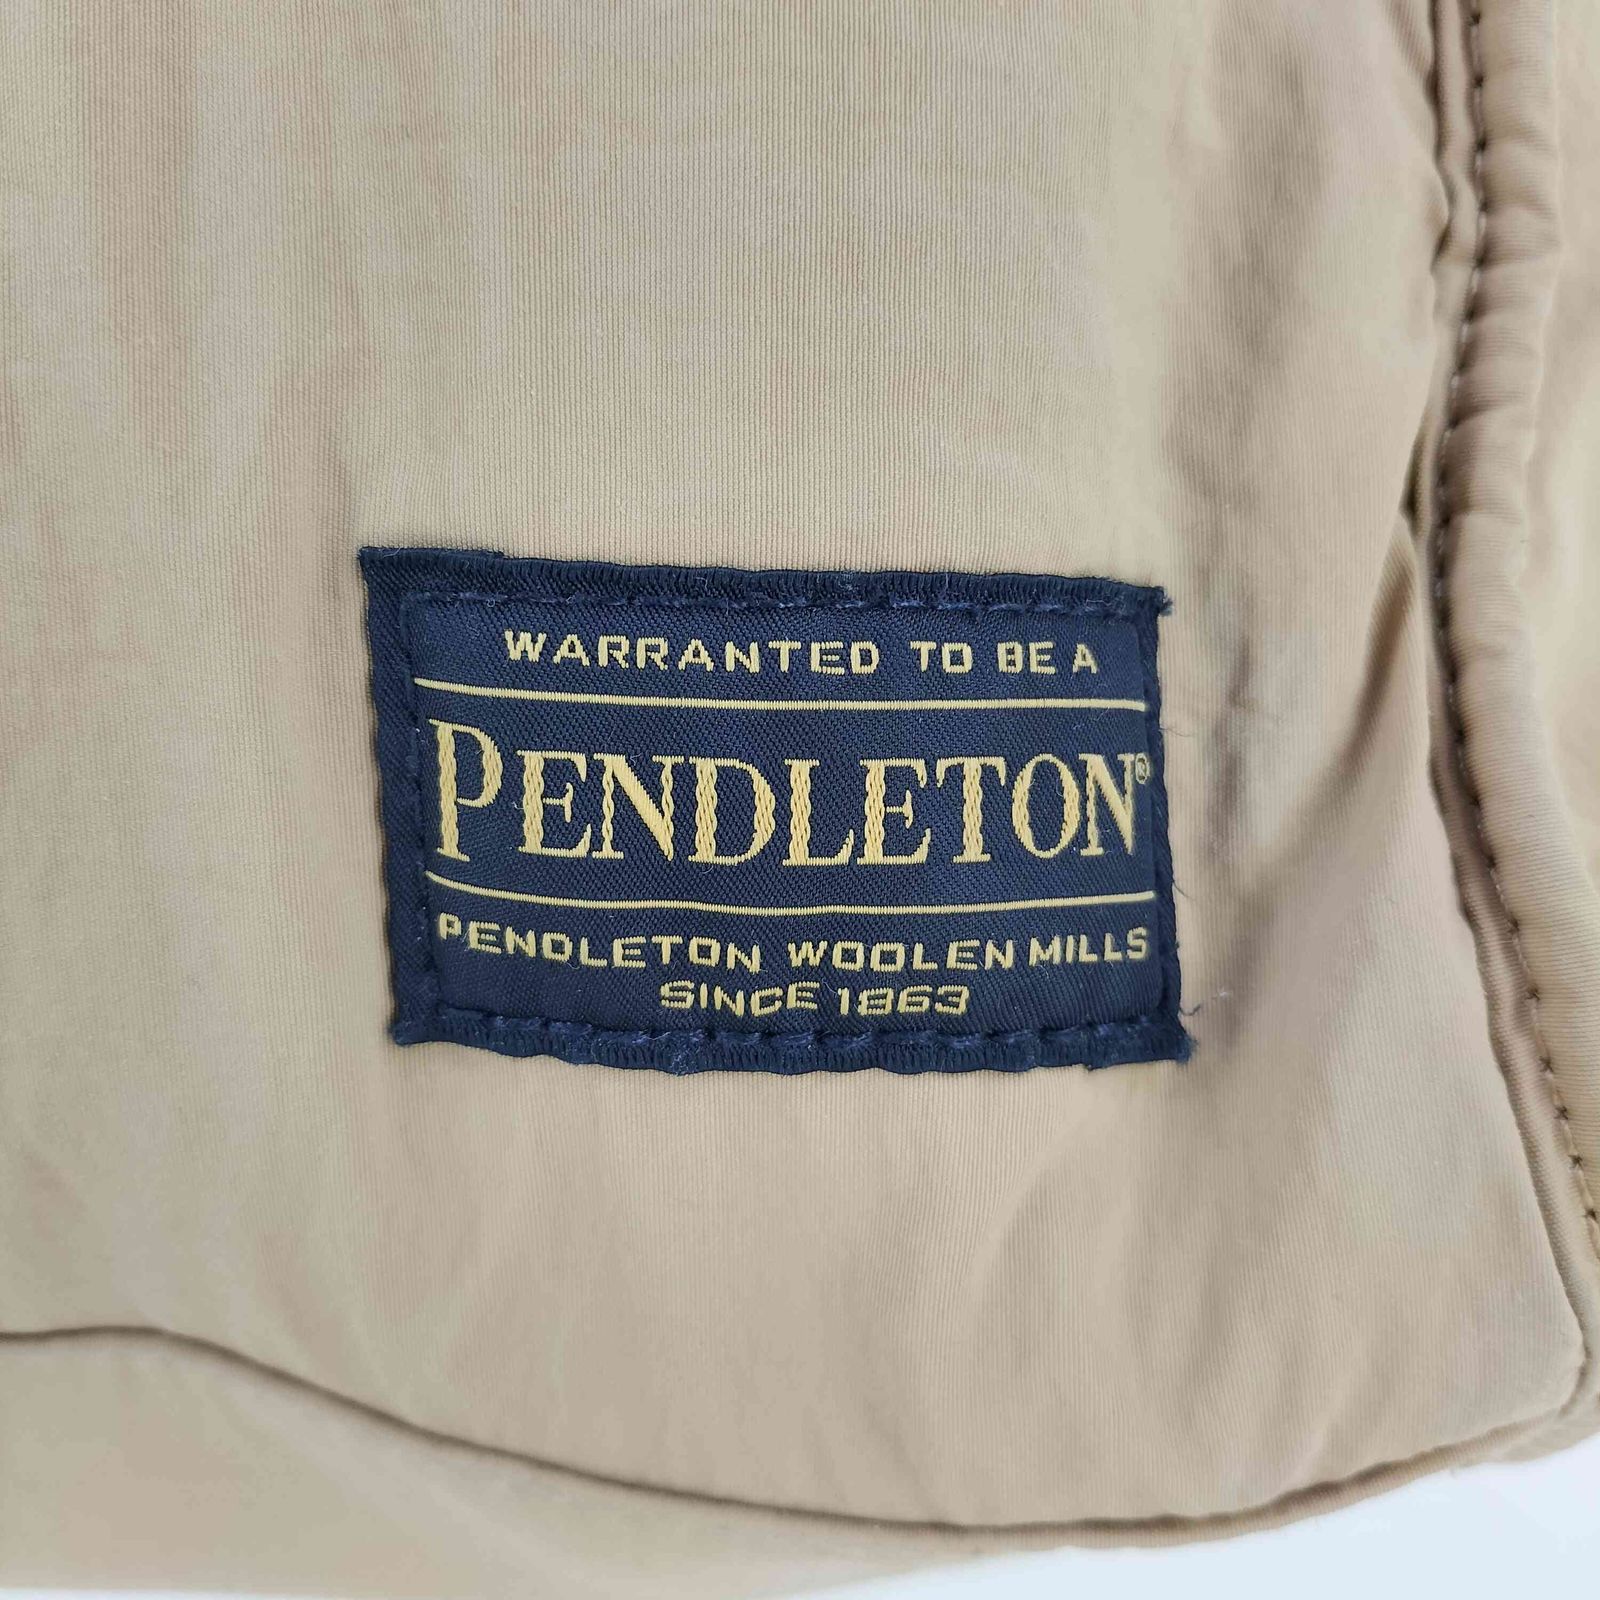 WARRANTED TO BE A
PENDLETON®
PENDLETON WOOLEN MILLS
SINCE 1863